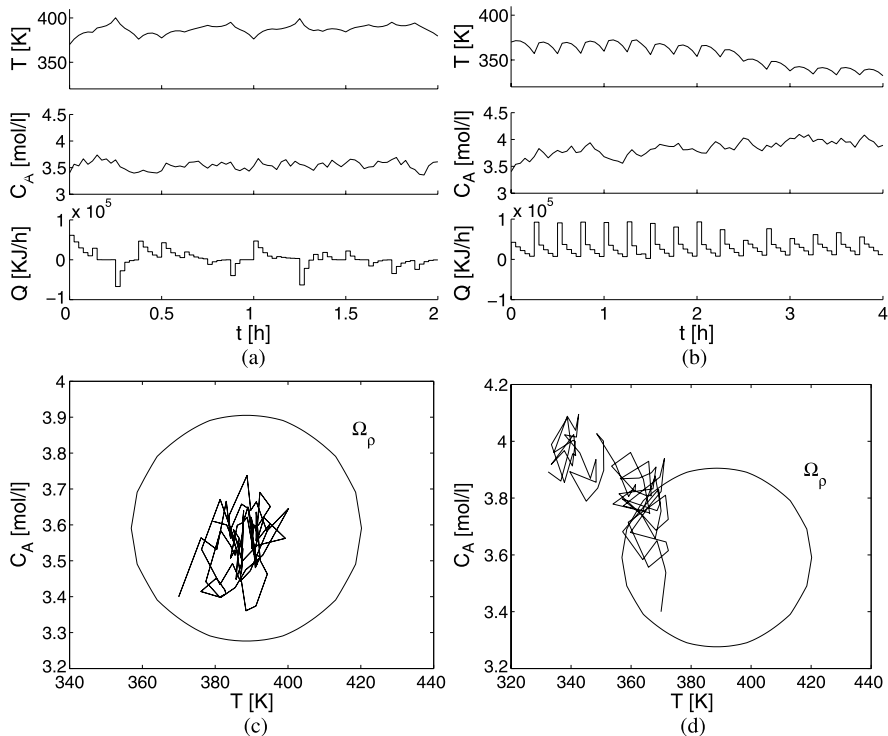 400
350
T [K]
4.5
4
3.5
3
C_A [mol/l]
x 10^5
1
0
−1
Q [KJ/h]
0
0.5
1
1.5
2
t [h]
(a)
400
350
T [K]
4.5
4
3.5
3
C_A [mol/l]
x 10^5
1
0
−1
Q [KJ/h]
0
1
2
3
4
t [h]
(b)
4
3.9
3.8
3.7
3.6
3.5
3.4
3.3
3.2
C_A [mol/l]
Ω_ρ
340
360
380
400
420
440
T [K]
(c)
4.2
4
3.8
3.6
3.4
3.2
C_A [mol/l]
Ω_ρ
320
340
360
380
400
420
440
T [K]
(d)